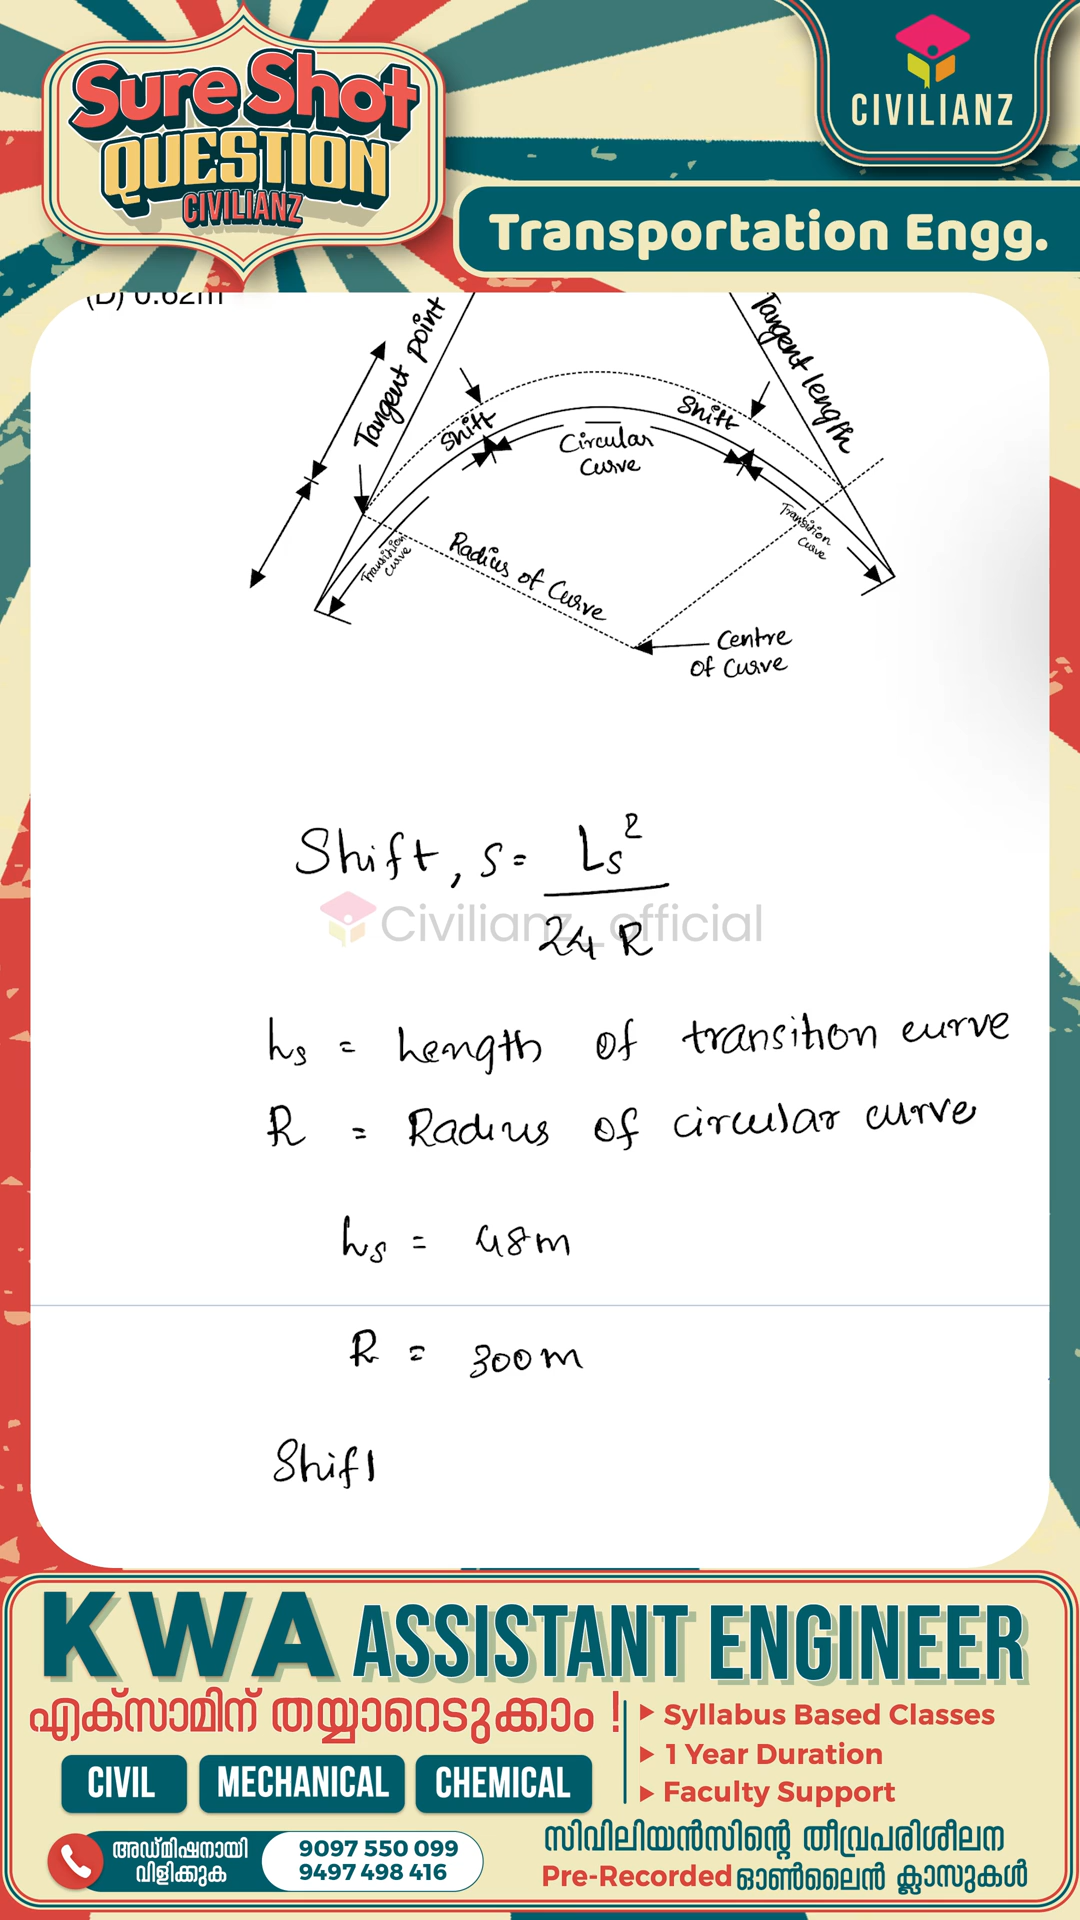 Sure Shot
QUESTION
CIVILIANZ
CIVILIANZ
Transportation Engg.
(D) 0.62m
Tangent point
Tangent length
Shift
Shift
Circular
Curve
Transition
Curve
Transition
Curve
Radius of Curve
Centre
Of Curve
Shift, S = Ls²
24 R
Civilianz_official
Ls = Length of transition curve
R = Radius of circular curve
Ls = 48m
R = 300m
Shift
KWA ASSISTANT ENGINEER
എക്സാമിന് തയ്യാറെടുക്കാം !
Syllabus Based Classes
1 Year Duration
Faculty Support
CIVIL MECHANICAL CHEMICAL
അഡ്മിഷനായി
വിളിക്കുക
9097 550 099
9497 498 416
സിവിലിയൻസിന്റെ തീവ്രപരിശീലന
Pre-Recorded ഓൺലൈൻ ക്ലാസുകൾ